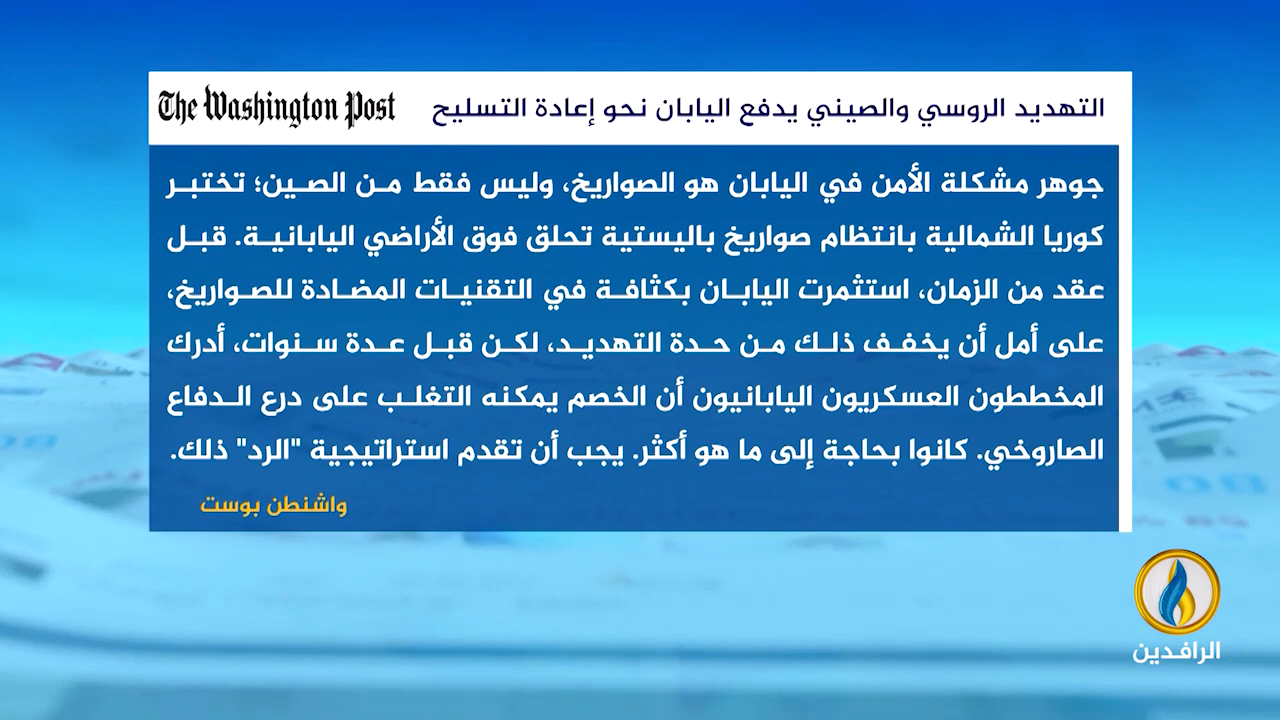 The Washington Post
التهديد الروسي والصيني يدفع اليابان نحو إعادة التسليح
جوهر مشكلة الأمن في اليابان هو الصواريخ، وليس فقط من الصين؛ تختبر
كوريا الشمالية بانتظام صواريخ باليستية تحلق فوق الأراضي اليابانية. قبل
عقد من الزمان، استثمرت اليابان بكثافة في التقنيات المضادة للصواريخ،
على أمل أن يخفف ذلك من حدة التهديد، لكن قبل عدة سنوات، أدرك
المخططون العسكريون اليابانيون أن الخصم يمكنه التغلب على درع الدفاع
الصاروخي. كانوا بحاجة إلى ما هو أكثر. يجب أن تقدم استراتيجية "الرد" ذلك.
واشنطن بوست
الرافدين